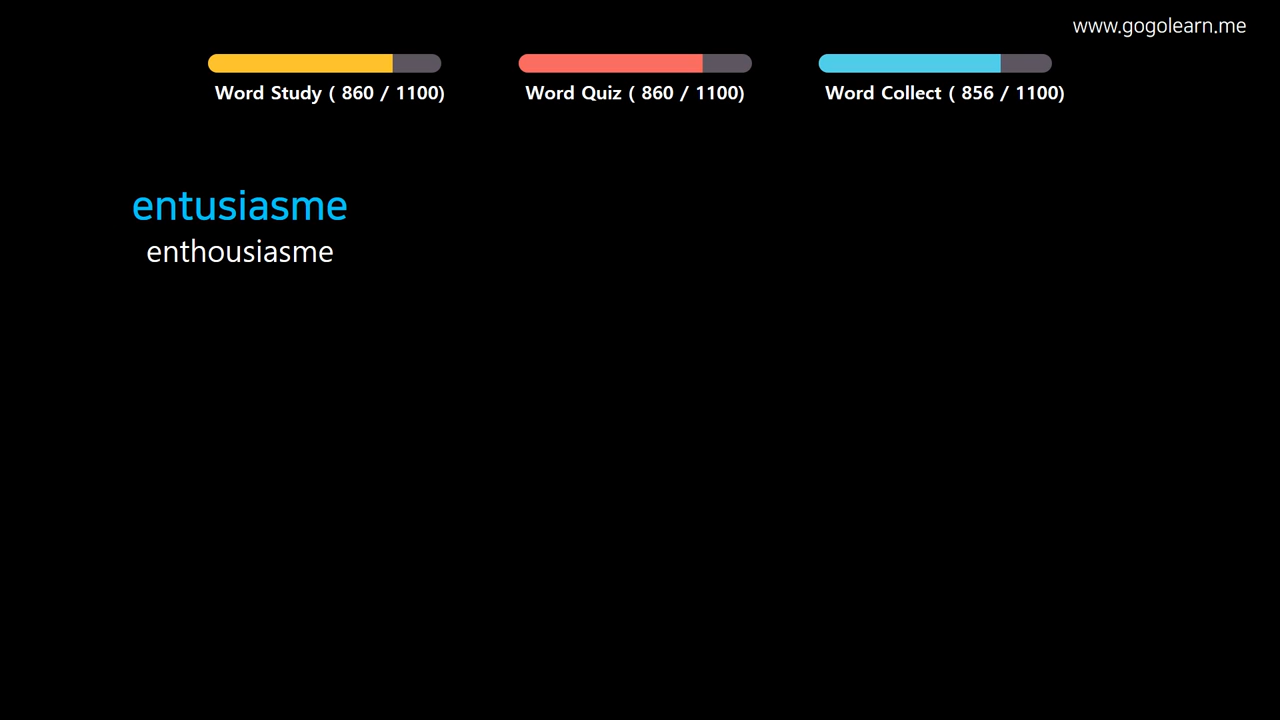 www.gogolearn.me
Word Study ( 860 / 1100)
Word Quiz ( 860 / 1100)
Word Collect ( 856 / 1100)
entusiasme
enthousiasme